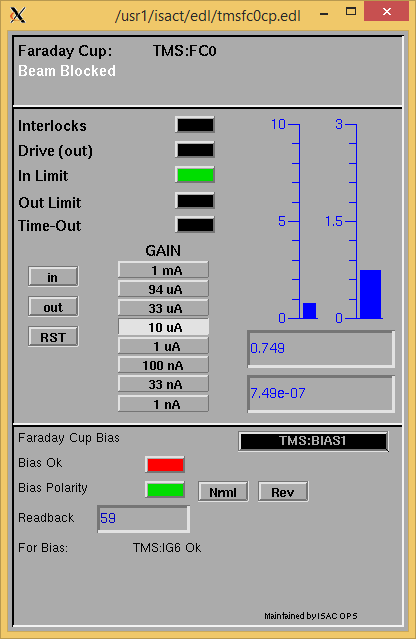 /usr1/isact/edl/tmsfc0cp.edl
Faraday Cup: TMS:FC0
Beam Blocked
Interlocks
Drive (out)
In Limit
Out Limit
Time-Out
10
5
0
3
1.5
0
GAIN
in
out
RST
1 mA
94 uA
33 uA
10 uA
1 uA
100 nA
33 nA
1 nA
0.749
7.49e-07
Faraday Cup Bias TMS:BIAS1
Bias Ok
Bias Polarity Nrml Rev
Readback 59
For Bias: TMS:IG6 Ok
Maintained by ISAC OPS